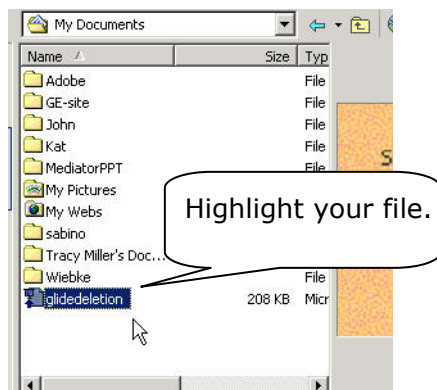 My Documents
Name Size Typ
Adobe File
GE-site File
John File
Kat File
MediatorPPT File
My Pictures
My Webs
sabino
Tracy Miller's Doc...
Wiebke File
glidedeletion 208 KB Micr
Highlight your file.
S